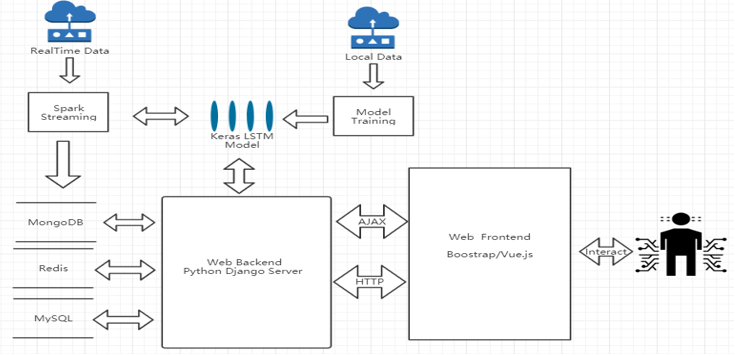 RealTime Data
Local Data
Spark
Streaming
Model
Training
Keras LSTM
Model
MongoDB
Redis
MySQL
Web Backend
Python Django Server
AJAX
HTTP
Web Frontend
Boostrap/Vue.js
Interact